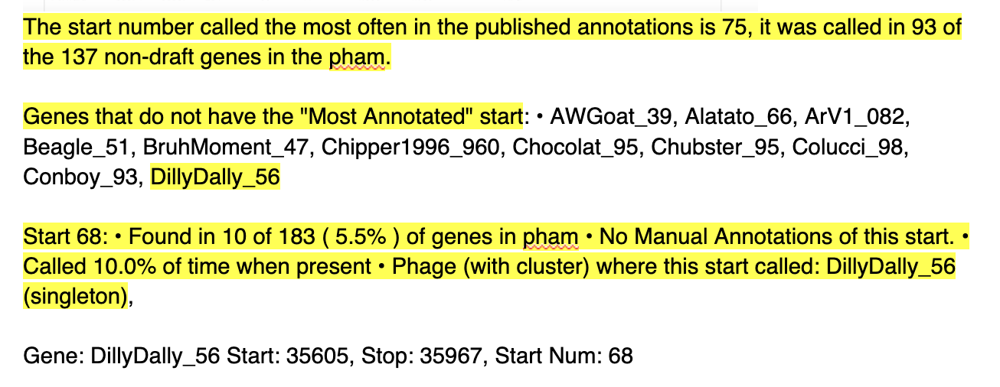 The start number called the most often in the published annotations is 75, it was called in 93 of
the 137 non-draft genes in the pham.
Genes that do not have the "Most Annotated" start: • AWGoat_39, Alatato_66, ArV1_082,
Beagle_51, BruhMoment_47, Chipper1996_960, Chocolat_95, Chubster_95, Colucci_98,
Conboy_93, DillyDally_56
Start 68: • Found in 10 of 183 ( 5.5% ) of genes in pham • No Manual Annotations of this start. •
Called 10.0% of time when present • Phage (with cluster) where this start called: DillyDally_56
(singleton),
Gene: DillyDally_56 Start: 35605, Stop: 35967, Start Num: 68